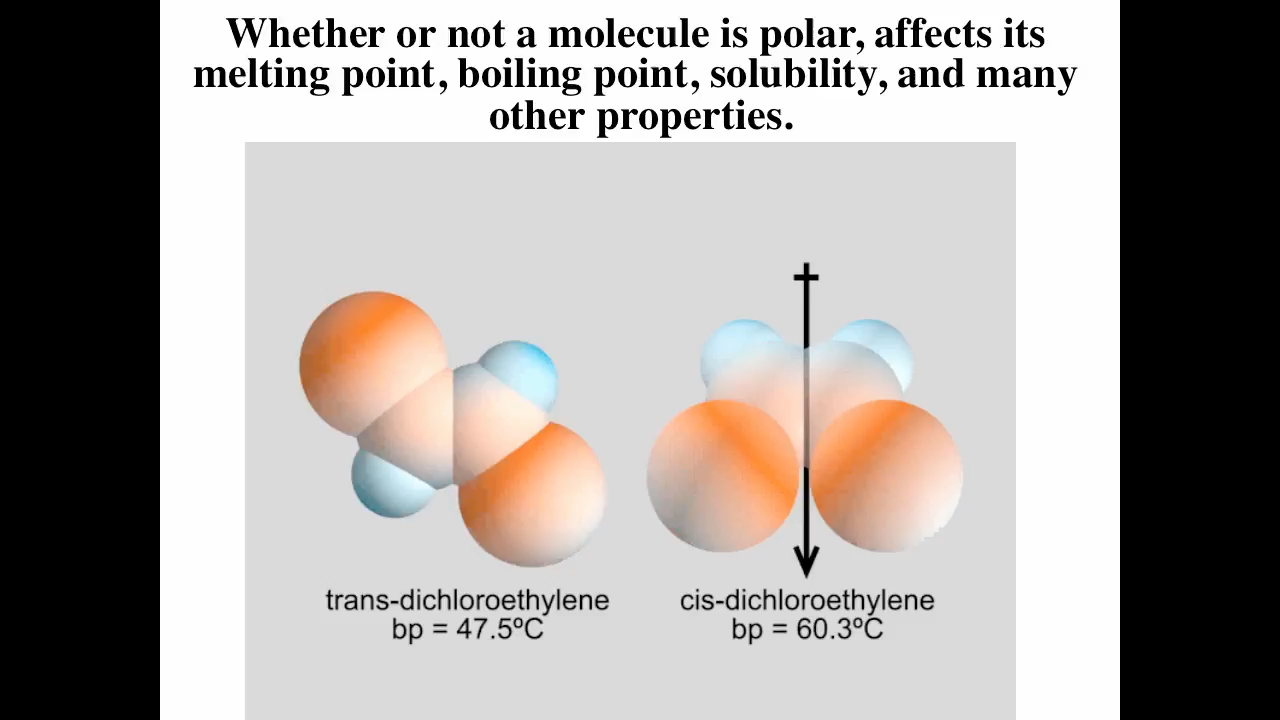 Whether or not a molecule is polar, affects its
melting point, boiling point, solubility, and many
other properties.
trans-dichloroethylene
bp = 47.5ºC
cis-dichloroethylene
bp = 60.3ºC